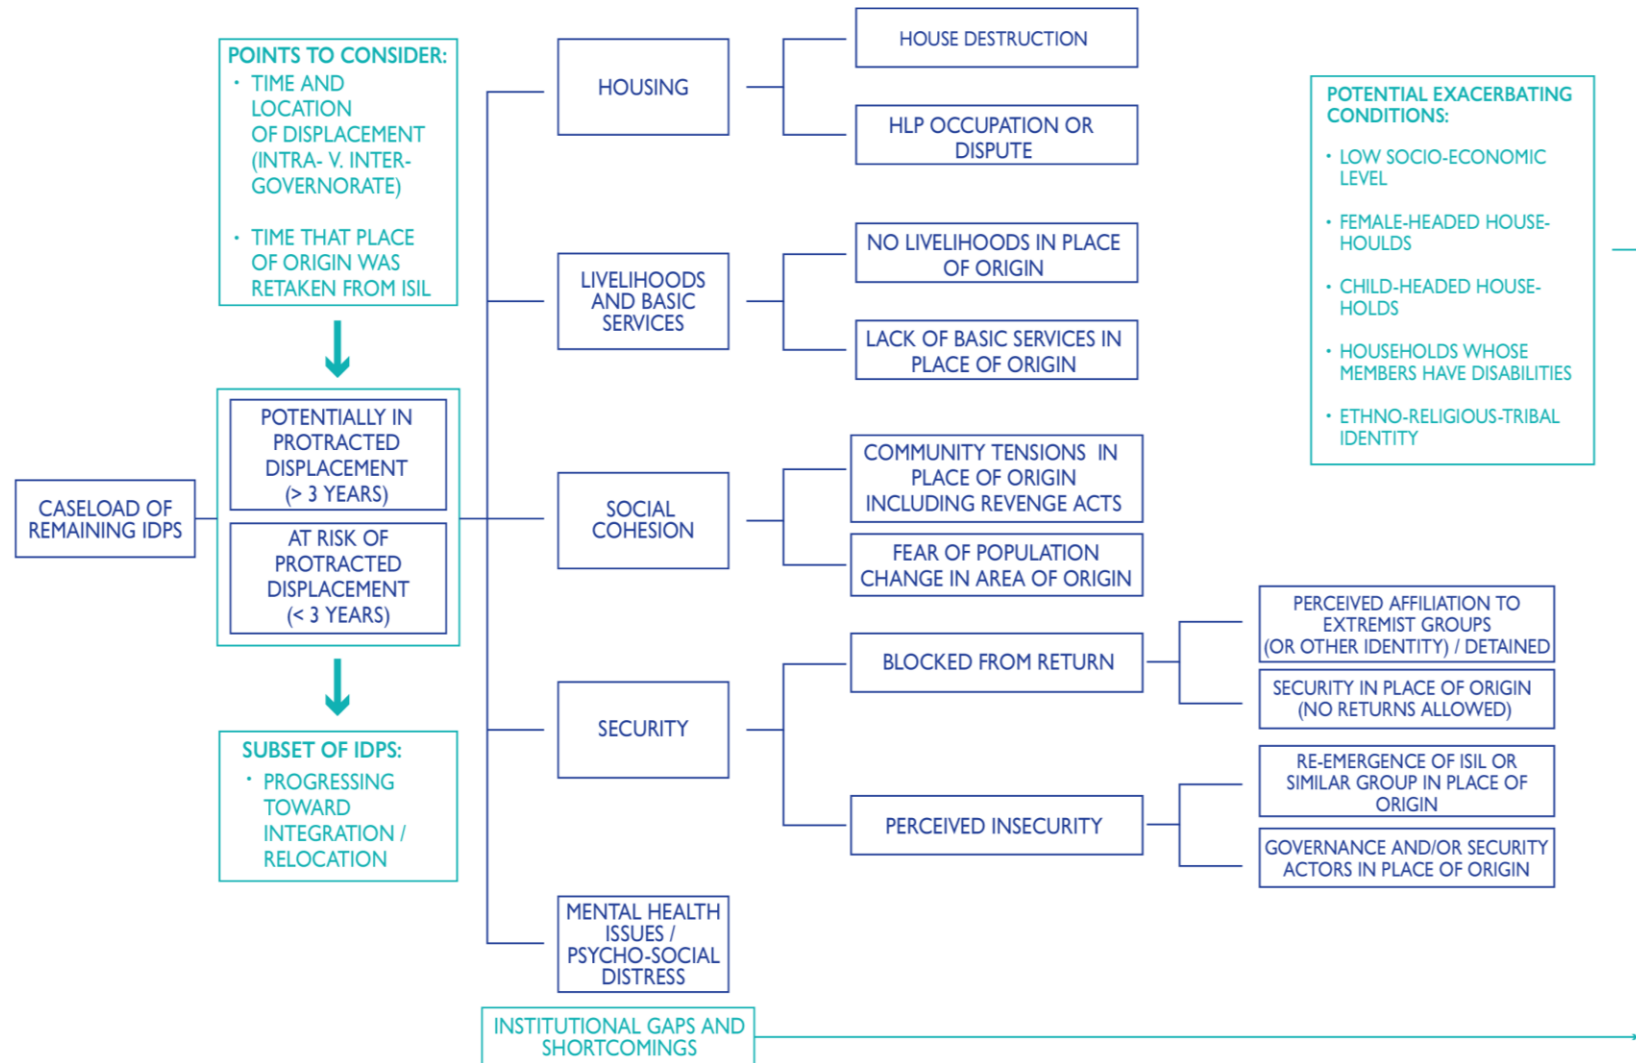 POINTS TO CONSIDER:
· TIME AND
LOCATION
OF DISPLACEMENT
(INTRA- V. INTER-
GOVERNORATE)
· TIME THAT PLACE
OF ORIGIN WAS
RETAKEN FROM ISIL
CASELOAD OF
REMAINING IDPS
POTENTIALLY IN
PROTRACTED
DISPLACEMENT
(> 3 YEARS)
AT RISK OF
PROTRACTED
DISPLACEMENT
(< 3 YEARS)
SUBSET OF IDPS:
· PROGRESSING
TOWARD
INTEGRATION /
RELOCATION
HOUSING
HOUSE DESTRUCTION
HLP OCCUPATION OR
DISPUTE
LIVELIHOODS
AND BASIC
SERVICES
NO LIVELIHOODS IN PLACE
OF ORIGIN
LACK OF BASIC SERVICES IN
PLACE OF ORIGIN
SOCIAL
COHESION
COMMUNITY TENSIONS IN
PLACE OF ORIGIN
INCLUDING REVENGE ACTS
FEAR OF POPULATION
CHANGE IN AREA OF ORIGIN
SECURITY
BLOCKED FROM RETURN
PERCEIVED AFFILIATION TO
EXTREMIST GROUPS
(OR OTHER IDENTITY) / DETAINED
SECURITY IN PLACE OF ORIGIN
(NO RETURNS ALLOWED)
PERCEIVED INSECURITY
RE-EMERGENCE OF ISIL OR
SIMILAR GROUP IN PLACE OF
ORIGIN
GOVERNANCE AND/OR SECURITY
ACTORS IN PLACE OF ORIGIN
MENTAL HEALTH
ISSUES /
PSYCHO-SOCIAL
DISTRESS
INSTITUTIONAL GAPS AND
SHORTCOMINGS
POTENTIAL EXACERBATING
CONDITIONS:
· LOW SOCIO-ECONOMIC
LEVEL
· FEMALE-HEADED HOUSE-
HOULDS
· CHILD-HEADED HOUSE-
HOLDS
· HOUSEHOLDS WHOSE
MEMBERS HAVE DISABILITIES
· ETHNO-RELIGIOUS-TRIBAL
IDENTITY